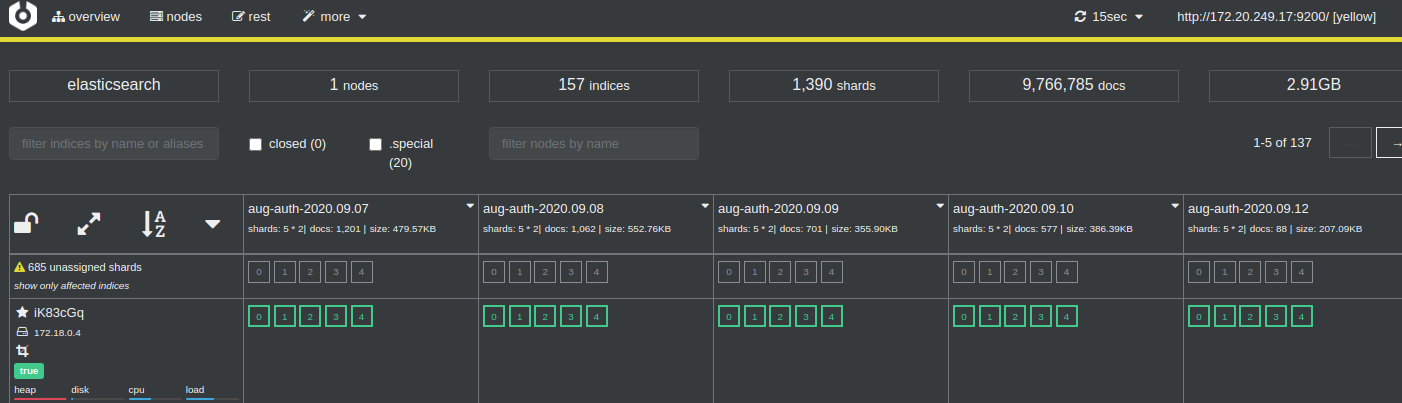 overview nodes rest more 15sec http://172.20.249.17:9200/ [yellow]
elasticsearch 1 nodes 157 indices 1,390 shards 9,766,785 docs 2.91GB
filter indices by name or aliases closed (0) .special (20) filter nodes by name 1-5 of 137 ← →
A Z aug-auth-2020.09.07 aug-auth-2020.09.08 aug-auth-2020.09.09 aug-auth-2020.09.10 aug-auth-2020.09.12
shards: 5 * 2| docs: 1,201 | size: 479.57KB shards: 5 * 2| docs: 1,062 | size: 552.76KB shards: 5 * 2| docs: 701 | size: 355.90KB shards: 5 * 2| docs: 577 | size: 386.39KB shards: 5 * 2| docs: 88 | size: 207.09KB
685 unassigned shards 0 1 2 3 4 0 1 2 3 4 0 1 2 3 4 0 1 2 3 4 0 1 2 3 4
show only affected indices
iK83cGq 0 1 2 3 4 0 1 2 3 4 0 1 2 3 4 0 1 2 3 4 0 1 2 3 4
172.18.0.4
true
heap disk cpu load